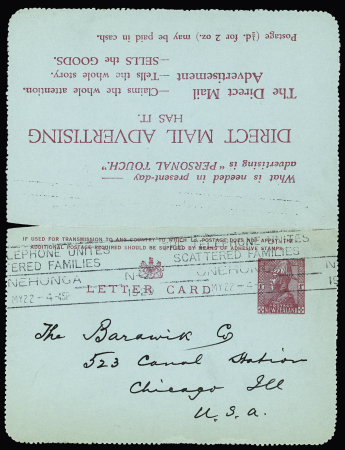 What is needed in present-day
advertising is "PERSONAL TOUCH." —
HAS IT.
DIRECT MAIL ADVERTISING
The Direct Mail Advertisement
—Claims the whole attention.
—Tells the whole story.
—SELLS the GOODS.
Postage (½d. for 2 oz.) may be paid in cash.
IF USED FOR TRANSMISSION TO ANY COUNTRY TO WHICH 1D. POSTAGE DOES NOT APPLY THE
ADDITIONAL POSTAGE REQUIRED SHOULD BE SUPPLIED BY MEANS OF ADHESIVE STAMPS.
TELEPHONE UNITES
SCATTERED FAMILIES
ONEHUNGA
LETTER CARD
NEW ZEALAND
The Barawik Co
523 Canal Station
Chicago Ill
U.S.a.